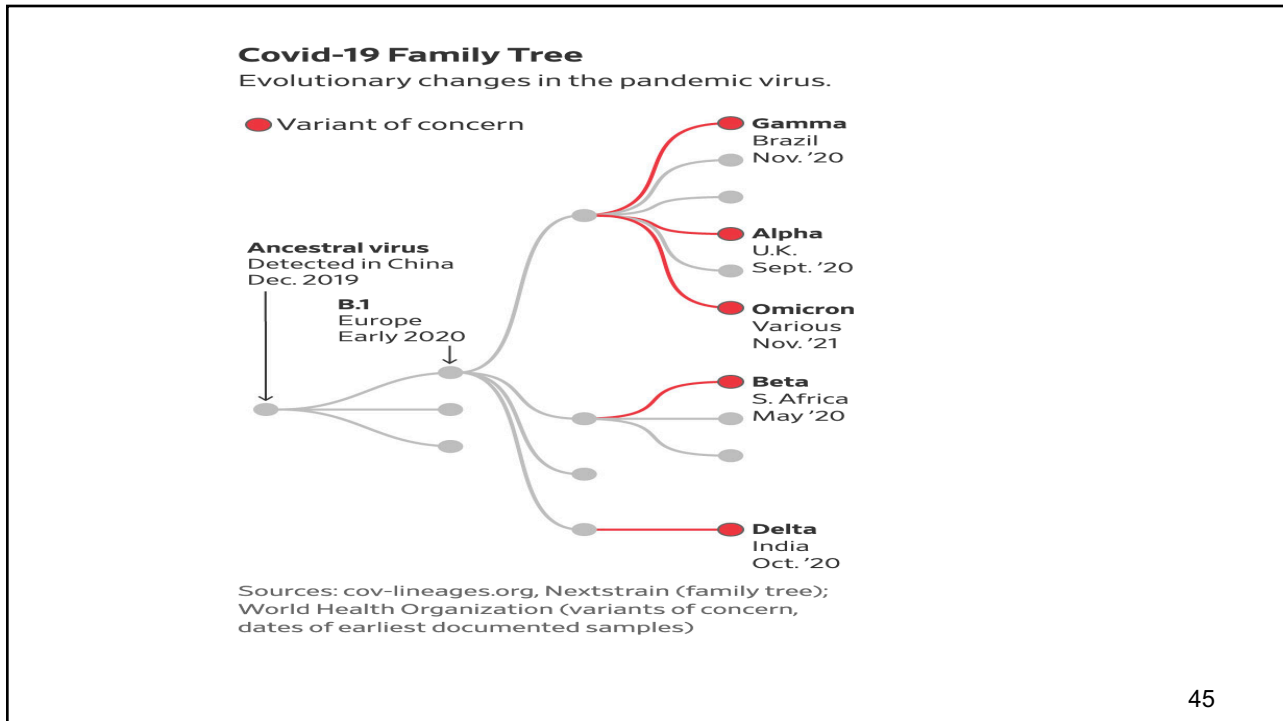 Covid-19 Family Tree
Evolutionary changes in the pandemic virus.
Variant of concern
Ancestral virus
Detected in China
Dec. 2019
B.1
Europe
Early 2020
Gamma
Brazil
Nov. ’20
Alpha
U.K.
Sept. ’20
Omicron
Various
Nov. ’21
Beta
S. Africa
May ’20
Delta
India
Oct. ’20
Sources: cov-lineages.org, Nextstrain (family tree);
World Health Organization (variants of concern,
dates of earliest documented samples)
45